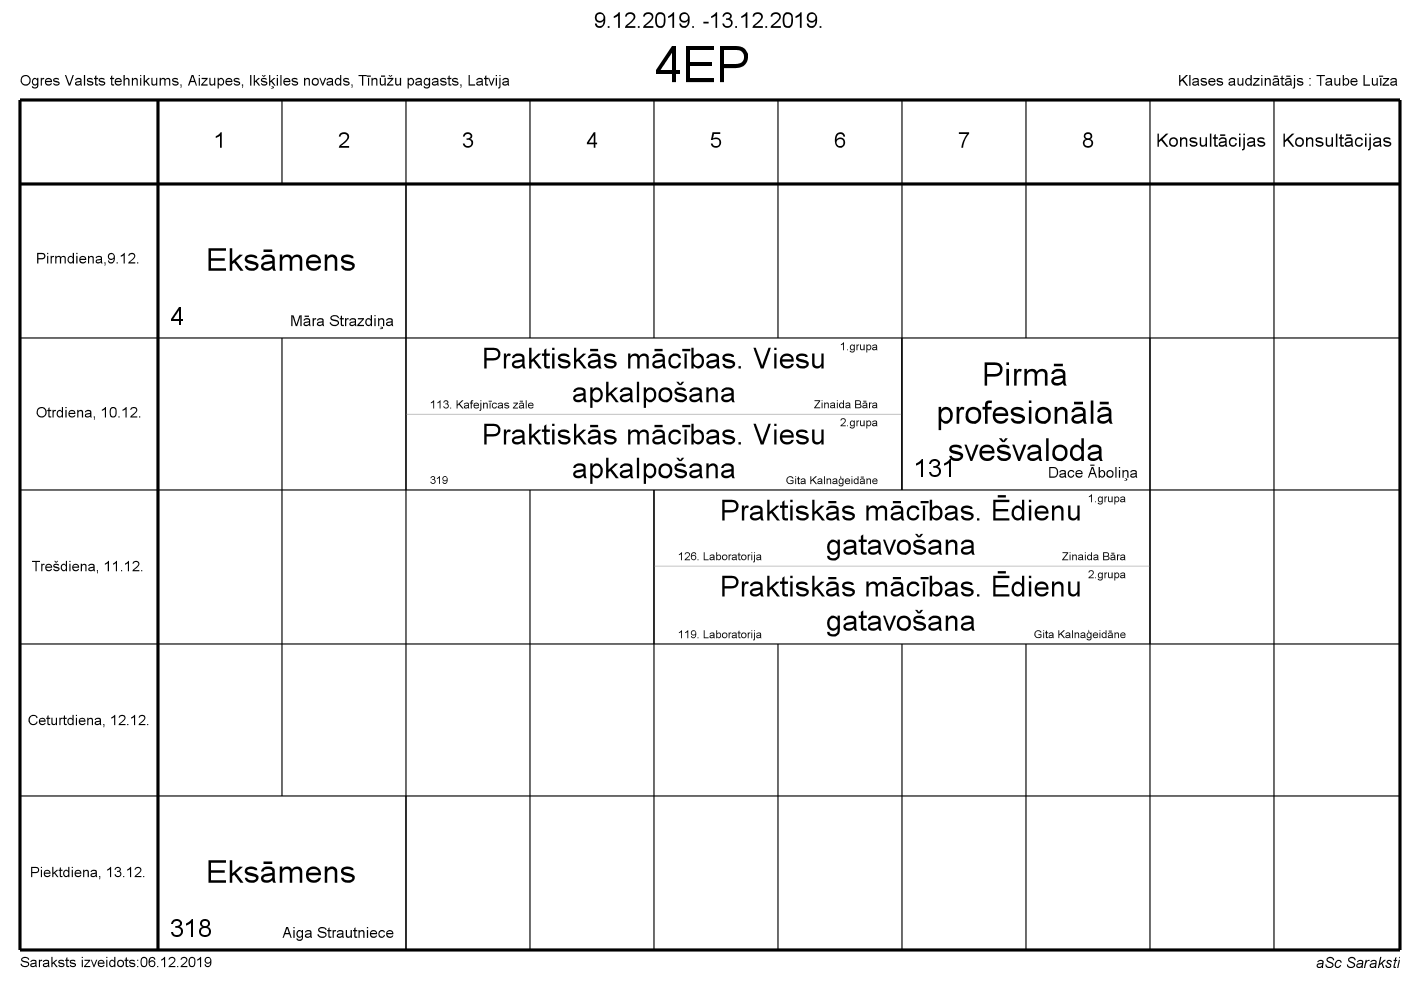 9.12.2019. -13.12.2019.
4EP
Ogres Valsts tehnikums, Aizupes, Ikšķiles novads, Tīnūžu pagasts, Latvija
Klases audzinātājs : Taube Luīza
1 2 3 4 5 6 7 8 Konsultācijas Konsultācijas
Pirmdiena,9.12.
Eksāmens
4 Māra Strazdiņa
Otrdiena, 10.12.
1.grupa
Praktiskās mācības. Viesu
apkalpošana
113. Kafejnīcas zāle Zinaida Bāra
2.grupa
Praktiskās mācības. Viesu
apkalpošana
319 Gita Kalnaģeidāne
Pirmā
profesionālā
svešvaloda
131 Dace Āboliņa
Trešdiena, 11.12.
1.grupa
Praktiskās mācības. Ēdienu
gatavošana
126. Laboratorija Zinaida Bāra
2.grupa
Praktiskās mācības. Ēdienu
gatavošana
119. Laboratorija Gita Kalnaģeidāne
Ceturtdiena, 12.12.
Piektdiena, 13.12.
Eksāmens
318 Aiga Strautniece
Saraksts izveidots:06.12.2019
aSc Saraksti